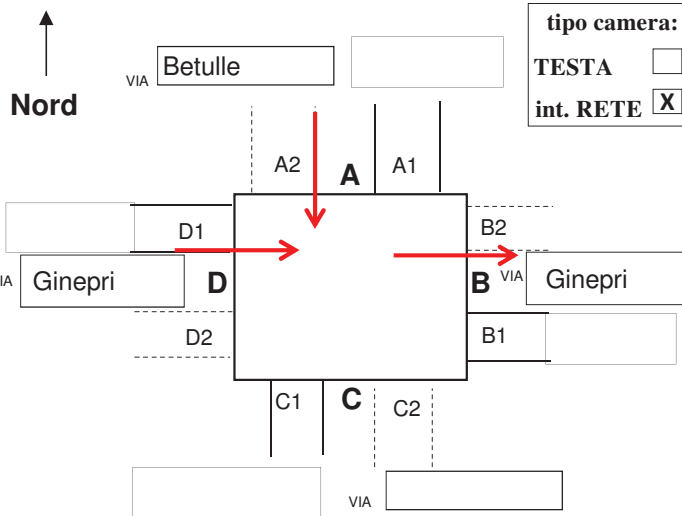 tipo camera:
TESTA
int. RETE X
Nord
VIA Betulle
A2 A A1
D1 B2
VIA Ginepri D B VIA Ginepri
D2 B1
C1 C C2
VIA